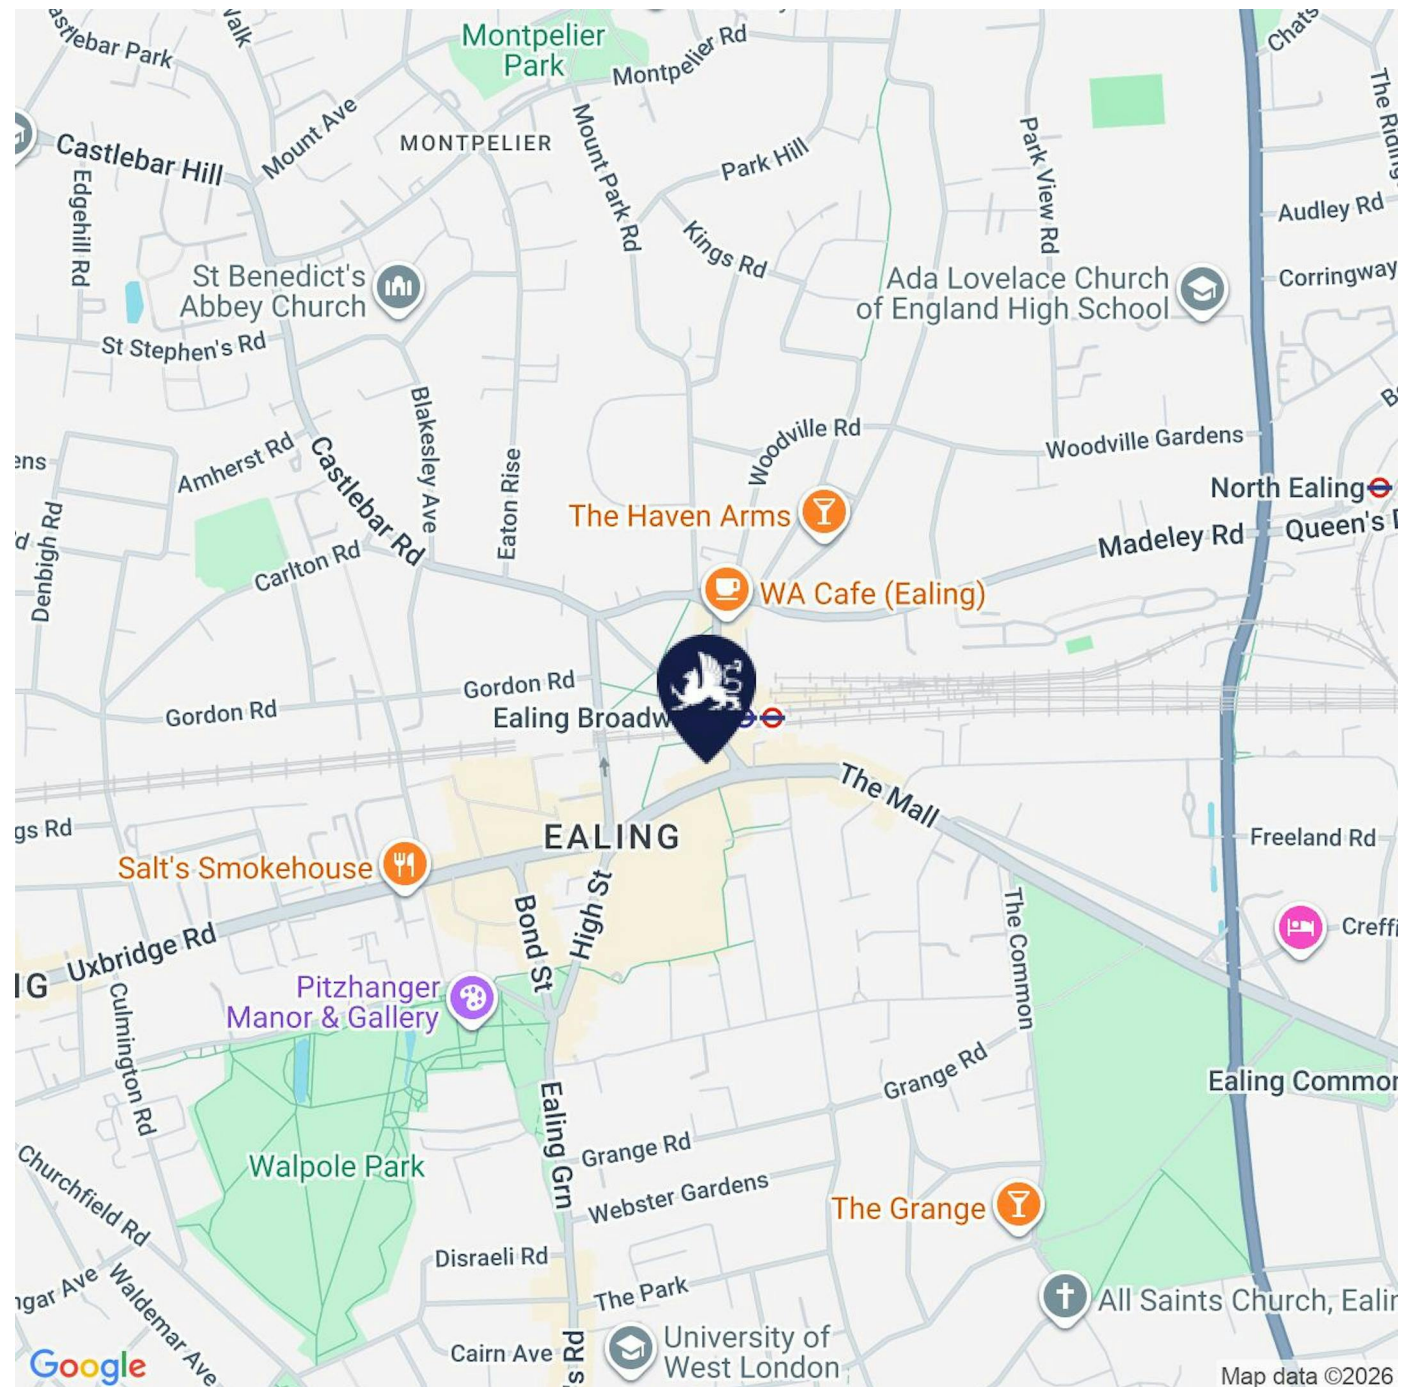 Montpelier
Park
Montpelier Rd
Castlebar Park
Walk
Mount Ave
MONTPELIER
Castlebar Hill
Edgehill Rd
Mount Park Rd
Park Hill
Kings Rd
Park View Rd
Audley Rd
Corringway
St Benedict's
Abbey Church
Ada Lovelace Church
of England High School
St Stephen's Rd
Blakesley Ave
Amherst Rd
Castlebar Rd
Eaton Rise
Woodville Rd
Woodville Gardens
North Ealing
The Haven Arms
Madeley Rd
Denbigh Rd
Carlton Rd
WA Cafe (Ealing)
Gordon Rd
Gordon Rd
Ealing Broadw
The Mall
EALING
Freeland Rd
Salt's Smokehouse
Bond St
High St
The Common
Uxbridge Rd
Pitzhanger
Manor & Gallery
Culmington Rd
Grange Rd
Ealing Common
Ealing Grn
Grange Rd
Walpole Park
Webster Gardens
Churchfield Rd
The Grange
Disraeli Rd
Waldemar Ave
The Park
All Saints Church, Ealin
Cairn Ave
University of
West London
Google
Map data ©2026